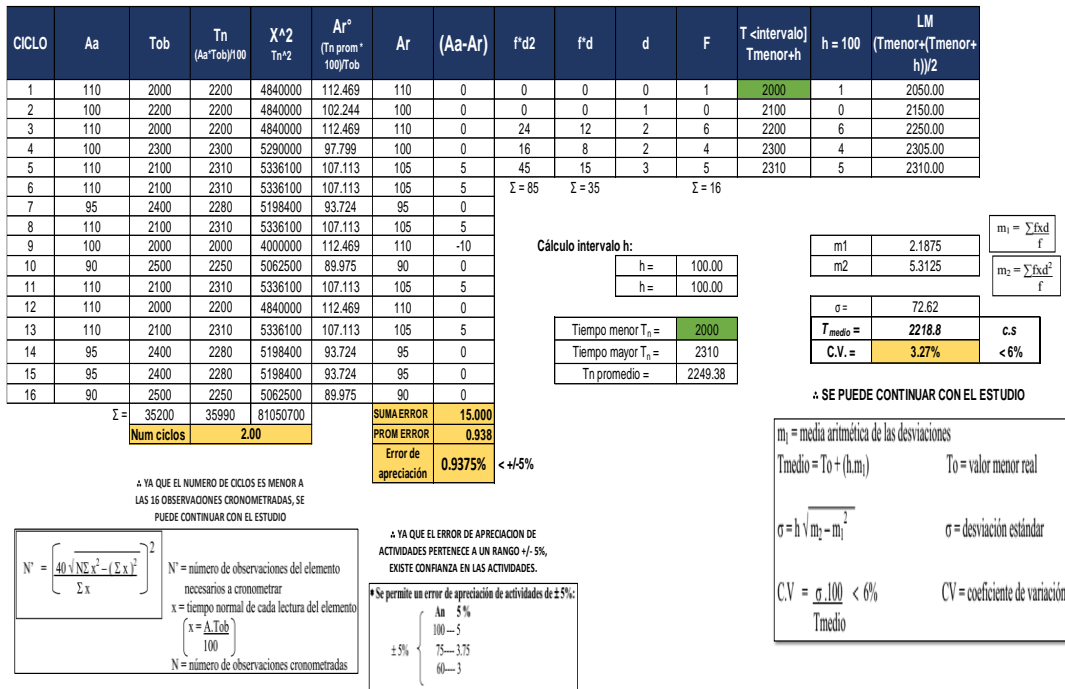 CICLO Aa Tob Tn (Aa*Tob)/100 X^2 Tn^2 Ar° (Tn prom * 100)/Tob Ar (Aa-Ar) f*d2 f*d d F T <intervalo] Tmenor+h h = 100 LM (Tmenor+(Tmenor+ h))/2
1 110 2000 2200 4840000 112.469 110 0 0 0 0 1 2000 1 2050.00
2 100 2200 2200 4840000 102.244 100 0 0 0 1 0 2100 0 2150.00
3 110 2000 2200 4840000 112.469 110 0 24 12 2 6 2200 6 2250.00
4 100 2300 2300 5290000 97.799 100 0 16 8 2 4 2300 4 2305.00
5 110 2100 2310 5336100 107.113 105 5 45 15 3 5 2310 5 2310.00
6 110 2100 2310 5336100 107.113 105 5 Σ = 85 Σ = 35 Σ = 16
7 95 2400 2280 5198400 93.724 95 0
8 110 2100 2310 5336100 107.113 105 5
9 100 2000 2000 4000000 112.469 110 -10
10 90 2500 2250 5062500 89.975 90 0
11 110 2100 2310 5336100 107.113 105 5
12 110 2000 2200 4840000 112.469 110 0
13 110 2100 2310 5336100 107.113 105 5
14 95 2400 2280 5198400 93.724 95 0
15 95 2400 2280 5198400 93.724 95 0
16 90 2500 2250 5062500 89.975 90 0
Σ = 35200 35990 81050700 SUMA ERROR 15.000
Num ciclos 2.00 PROM ERROR 0.938
Error de apreciación 0.9375% < +/-5%
Cálculo intervalo h:
h = 100.00
h = 100.00
Tiempo menor Tn = 2000
Tiempo mayor Tn = 2310
Tn promedio = 2249.38
m1 2.1875
m2 5.3125
m₁ = ∑fxd
f
m₂ = ∑fxd²
f
σ = 72.62
Tmedio = 2218.8 c.s
C.V. = 3.27% < 6%
∴ SE PUEDE CONTINUAR CON EL ESTUDIO
m₁ = media aritmética de las desviaciones
Tmedio = To + (h.m₁) To = valor menor real
σ = h √m₂ – m₁² σ = desviación estándar
C.V = σ .100 < 6% CV = coeficiente de variación
Tmedio
∴ YA QUE EL NUMERO DE CICLOS ES MENOR A
LAS 16 OBSERVACIONES CRONOMETRADAS, SE
PUEDE CONTINUAR CON EL ESTUDIO
N' = (40 √NΣ x² – (Σ x)²)²
Σ x
N' = número de observaciones del elemento
necesarios a cronometrar
x = tiempo normal de cada lectura del elemento
(x = A.Tob)
100
N = número de observaciones cronometradas
∴ YA QUE EL ERROR DE APRECIACION DE
ACTIVIDADES PERTENECE A UN RANGO +/- 5%,
EXISTE CONFIANZA EN LAS ACTIVIDADES.
* Se permite un error de apreciación de actividades de ± 5%:
An 5 %
100 --- 5
± 5% 75---- 3.75
60---- 3